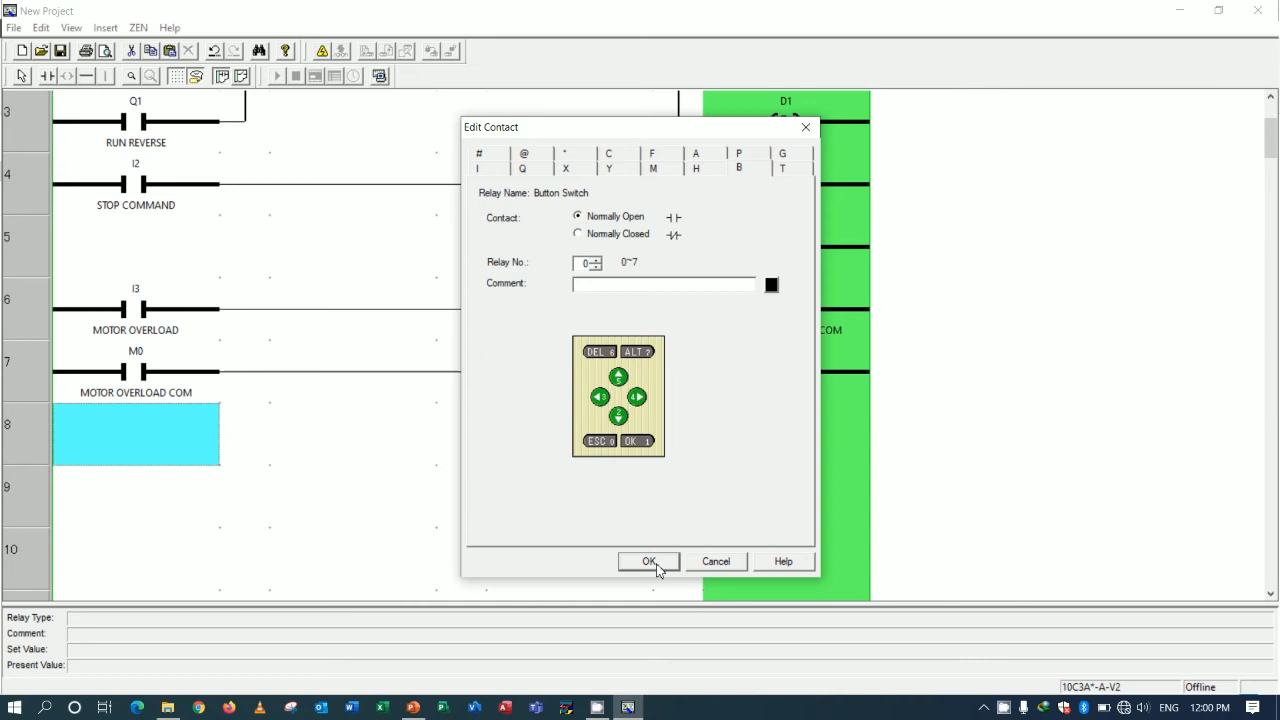 New Project
File Edit View Insert ZEN Help
3
Q1
RUN REVERSE
D1
4
I2
STOP COMMAND
5
6
I3
MOTOR OVERLOAD
COM
7
M0
MOTOR OVERLOAD COM
8
9
10
Edit Contact
# @ * C F A P G
I Q X Y M H B T
Relay Name: Button Switch
Contact: Normally Open
Normally Closed
Relay No.: 0 0~7
Comment:
DEL 6 ALT 7
5
3 4
2
ESC 0 OK 1
OK Cancel Help
Relay Type:
Comment:
Set Value:
Present Value:
10C3A*-A-V2 Offline
ENG 12:00 PM